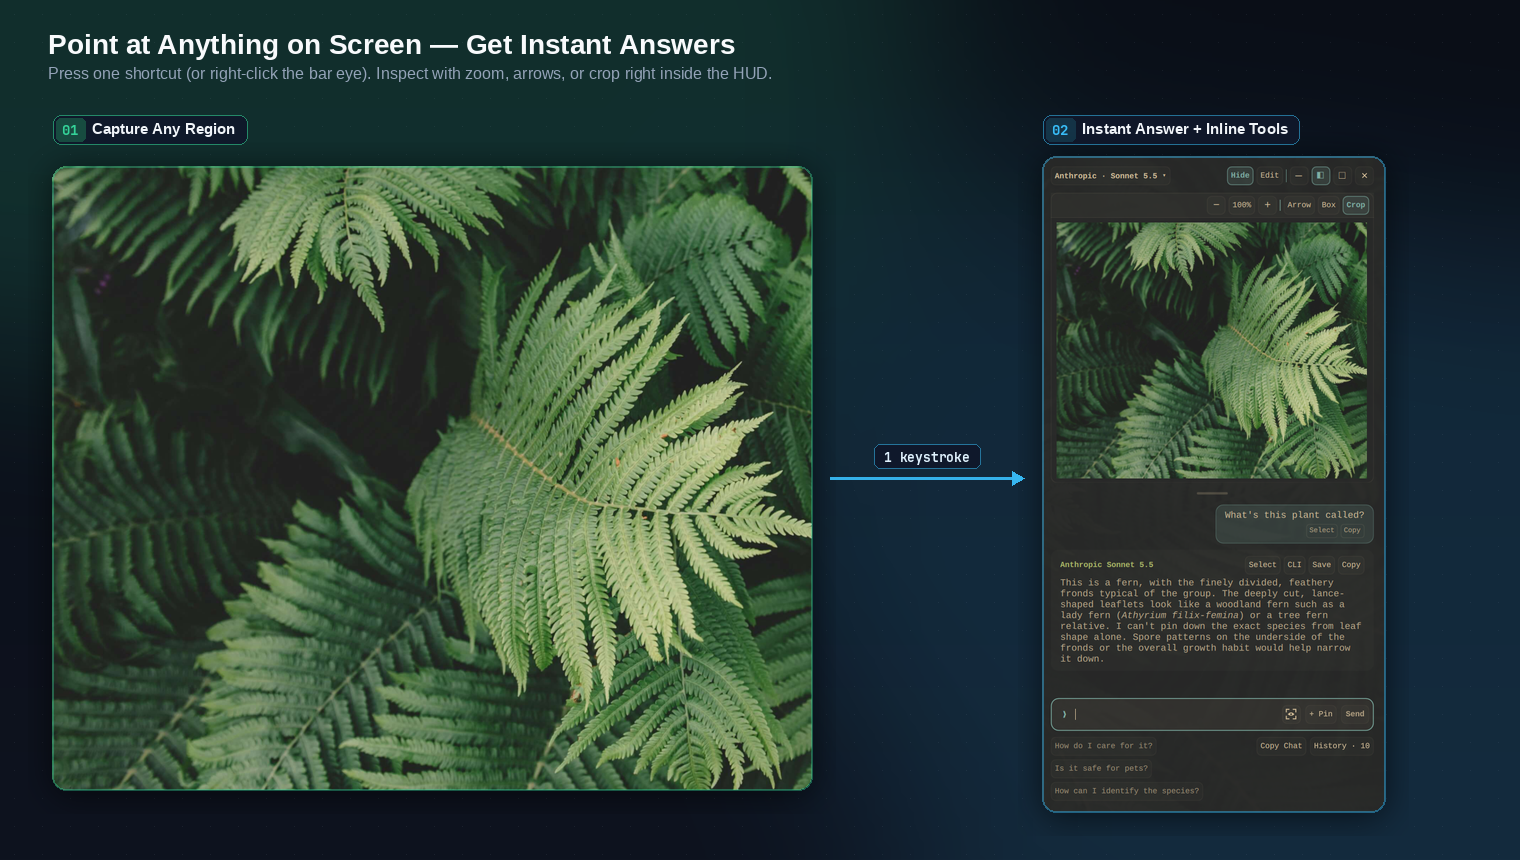 Point at Anything on Screen — Get Instant Answers
Press one shortcut (or right-click the bar eye). Inspect with zoom, arrows, or crop right inside the HUD.
01 Capture Any Region
02 Instant Answer + Inline Tools
1 keystroke
Anthropic · Sonnet 5.5
Hide Edit
− 100% + Arrow Box Crop
What's this plant called?
Select Copy
Anthropic Sonnet 5.5 Select CLI Save Copy
This is a fern, with the finely divided, feathery
fronds typical of the group. The deeply cut, lance-
shaped leaflets look like a woodland fern such as a
lady fern (Athyrium filix-femina) or a tree fern
relative. I can't pin down the exact species from leaf
shape alone. Spore patterns on the underside of the
fronds or the overall growth habit would help narrow
it down.
+ Pin Send
How do I care for it? Copy Chat History · 10
Is it safe for pets?
How can I identify the species?